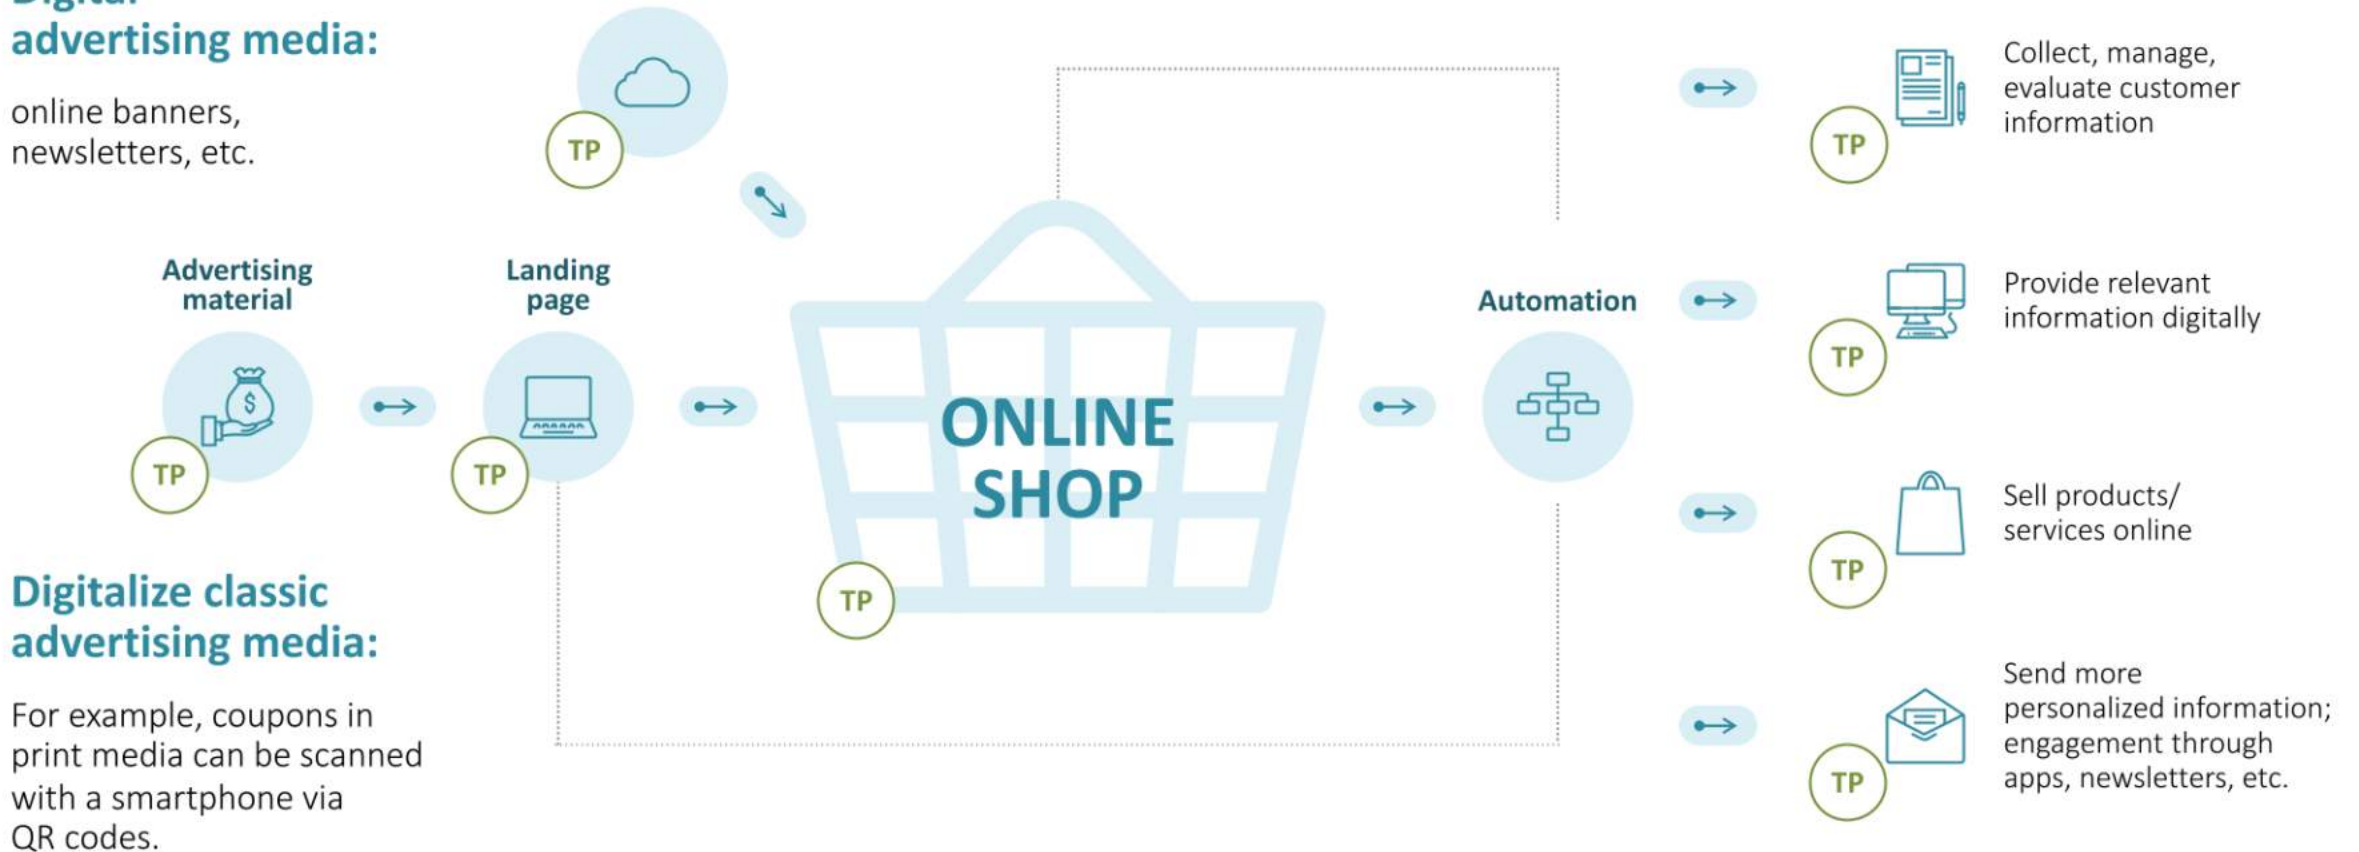 advertising media:
online banners,
newsletters, etc.
TP
Advertising
material
TP
Landing
page
TP
Digitalize classic
advertising media:
For example, coupons in
print media can be scanned
with a smartphone via
QR codes.
ONLINE
SHOP
TP
Automation
TP
Collect, manage,
evaluate customer
information
TP
Provide relevant
information digitally
TP
Sell products/
services online
TP
Send more
personalized information;
engagement through
apps, newsletters, etc.